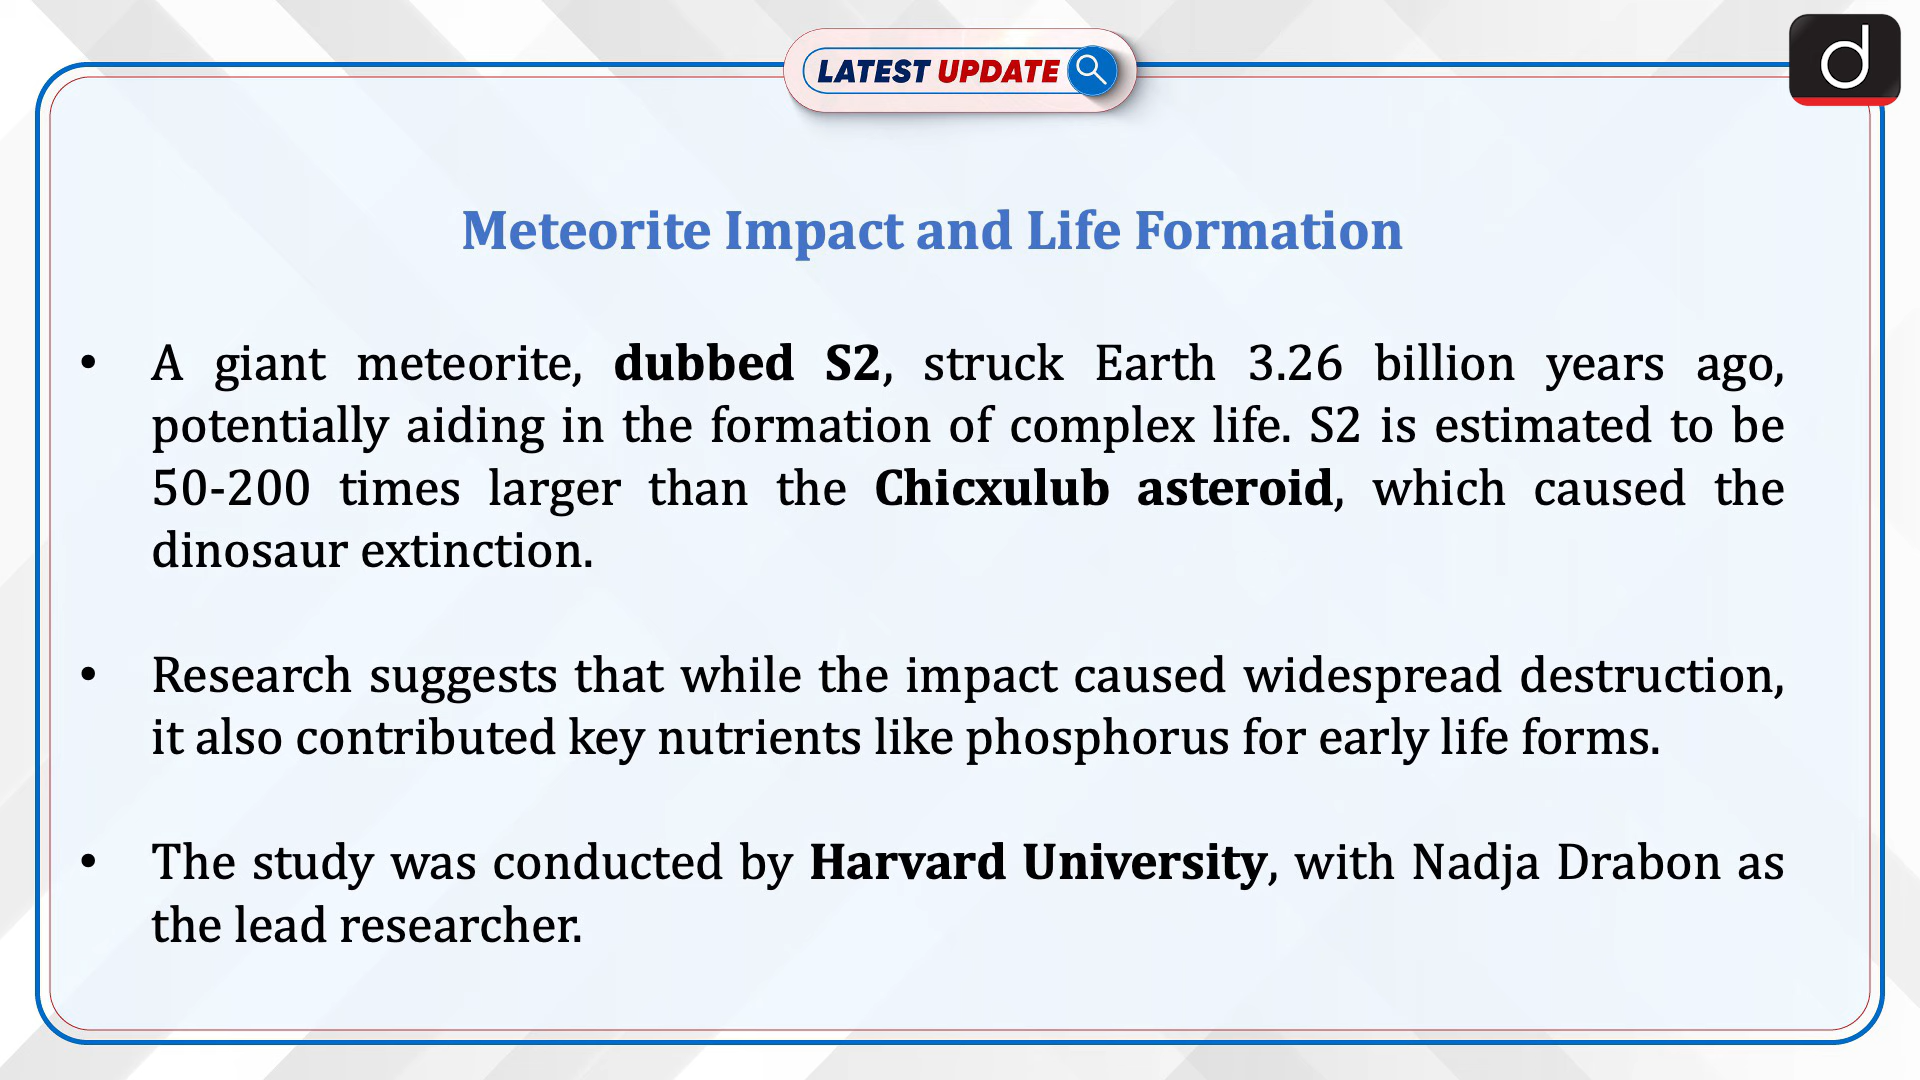 LATEST UPDATE
d
Meteorite Impact and Life Formation
• A giant meteorite, dubbed S2, struck Earth 3.26 billion years ago,
potentially aiding in the formation of complex life. S2 is estimated to be
50-200 times larger than the Chicxulub asteroid, which caused the
dinosaur extinction.
• Research suggests that while the impact caused widespread destruction,
it also contributed key nutrients like phosphorus for early life forms.
• The study was conducted by Harvard University, with Nadja Drabon as
the lead researcher.